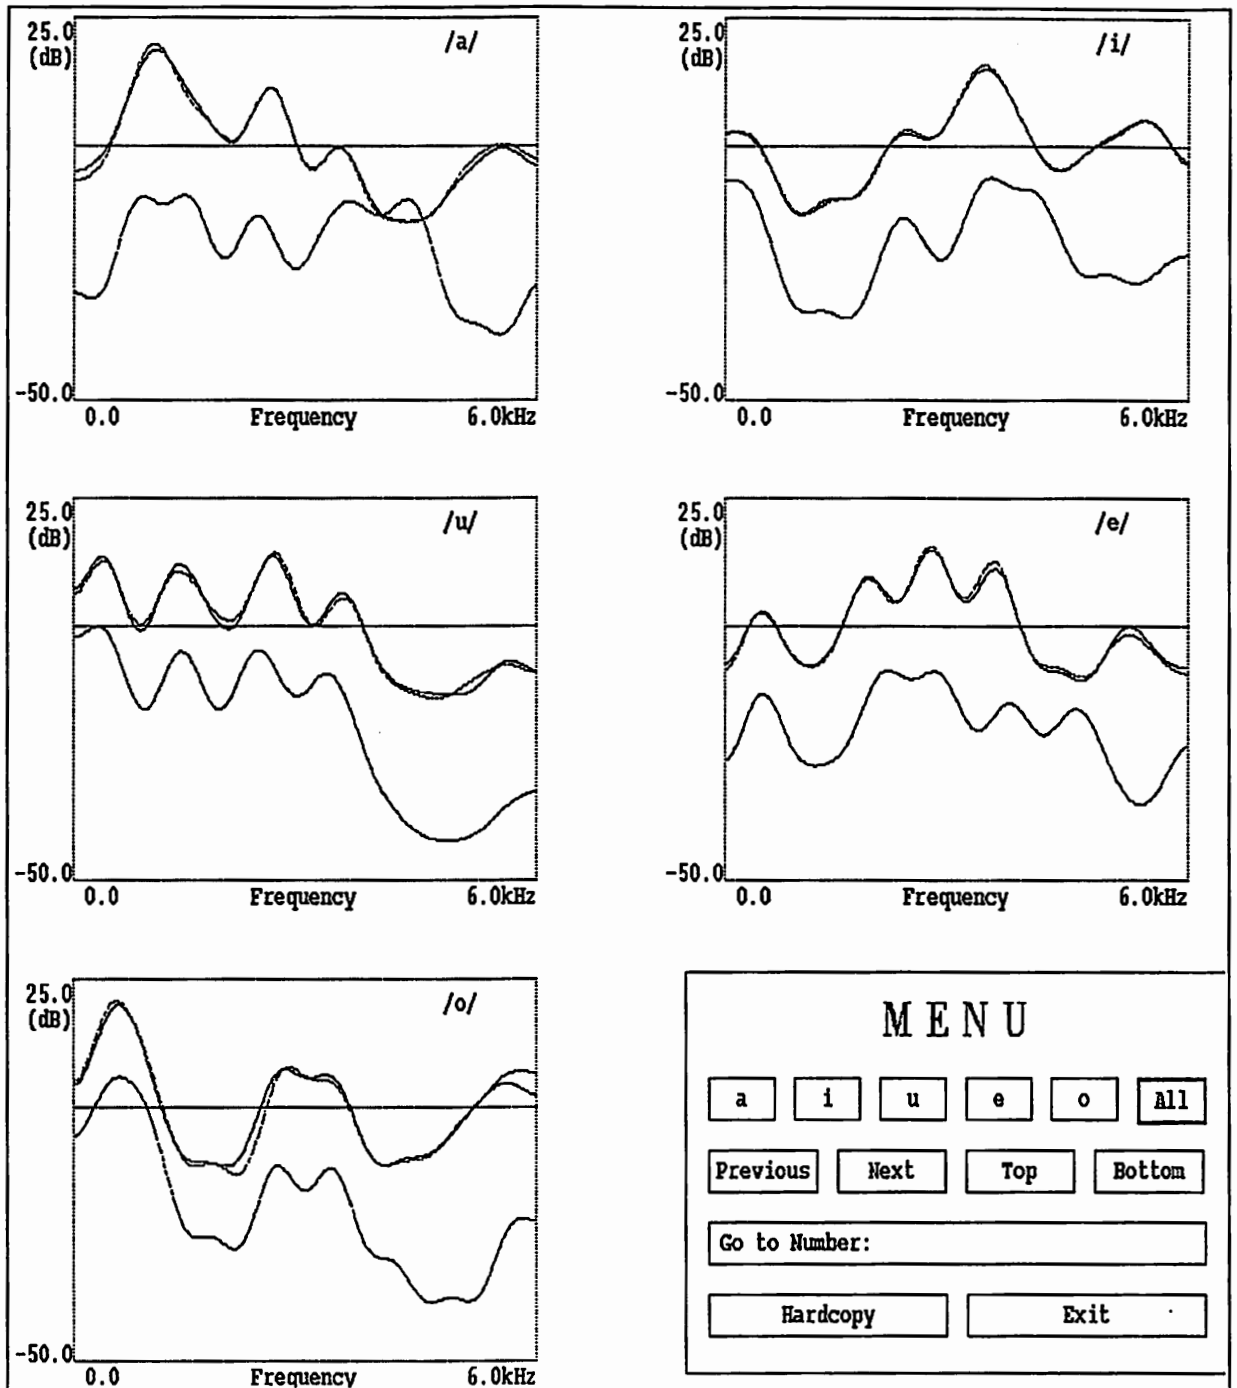 25.0
(dB)
/a/
-50.0
0.0 Frequency 6.0kHz
25.0
(dB)
/i/
-50.0
0.0 Frequency 6.0kHz
25.0
(dB)
/u/
-50.0
0.0 Frequency 6.0kHz
25.0
(dB)
/e/
-50.0
0.0 Frequency 6.0kHz
25.0
(dB)
/o/
-50.0
0.0 Frequency 6.0kHz
MENU
a i u e o All
Previous Next Top Bottom
Go to Number:
Hardcopy Exit